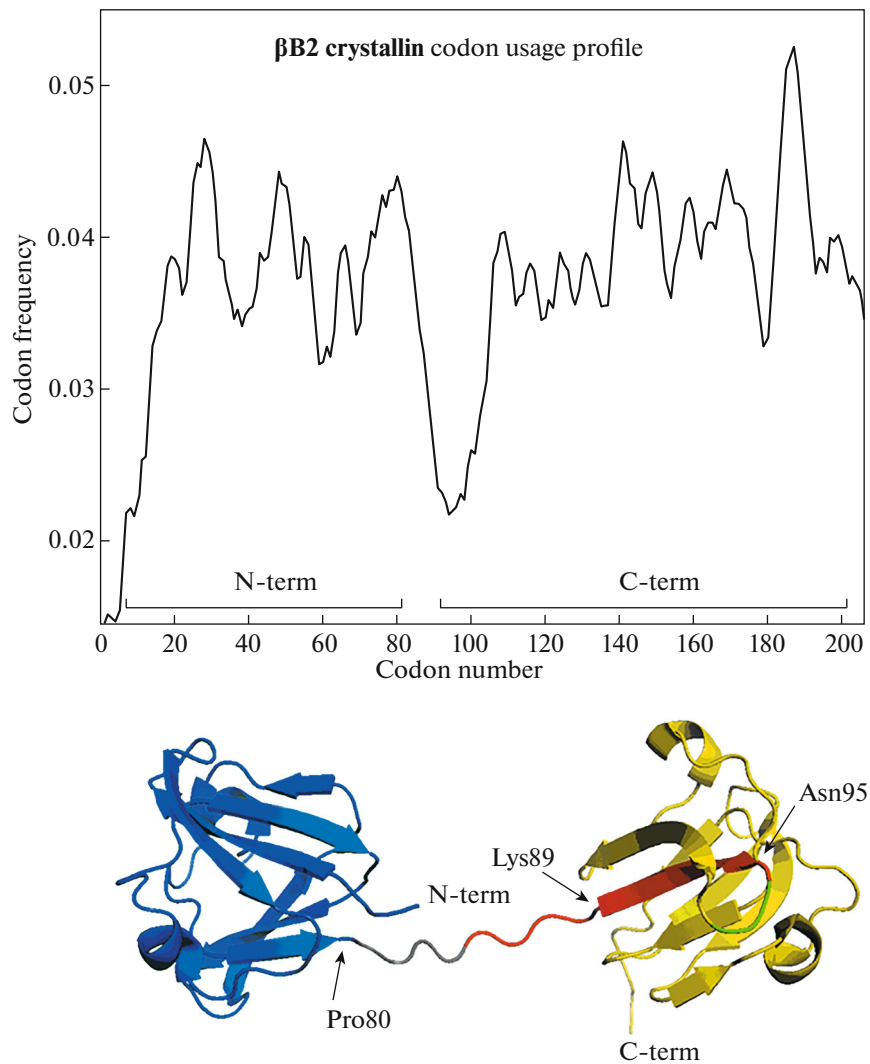 βB2 crystallin codon usage profile
Codon frequency
0.05
0.04
0.03
0.02
N-term
C-term
0
20
40
60
80
100
120
140
160
180
200
Codon number
Asn95
Lys89
N-term
Pro80
C-term